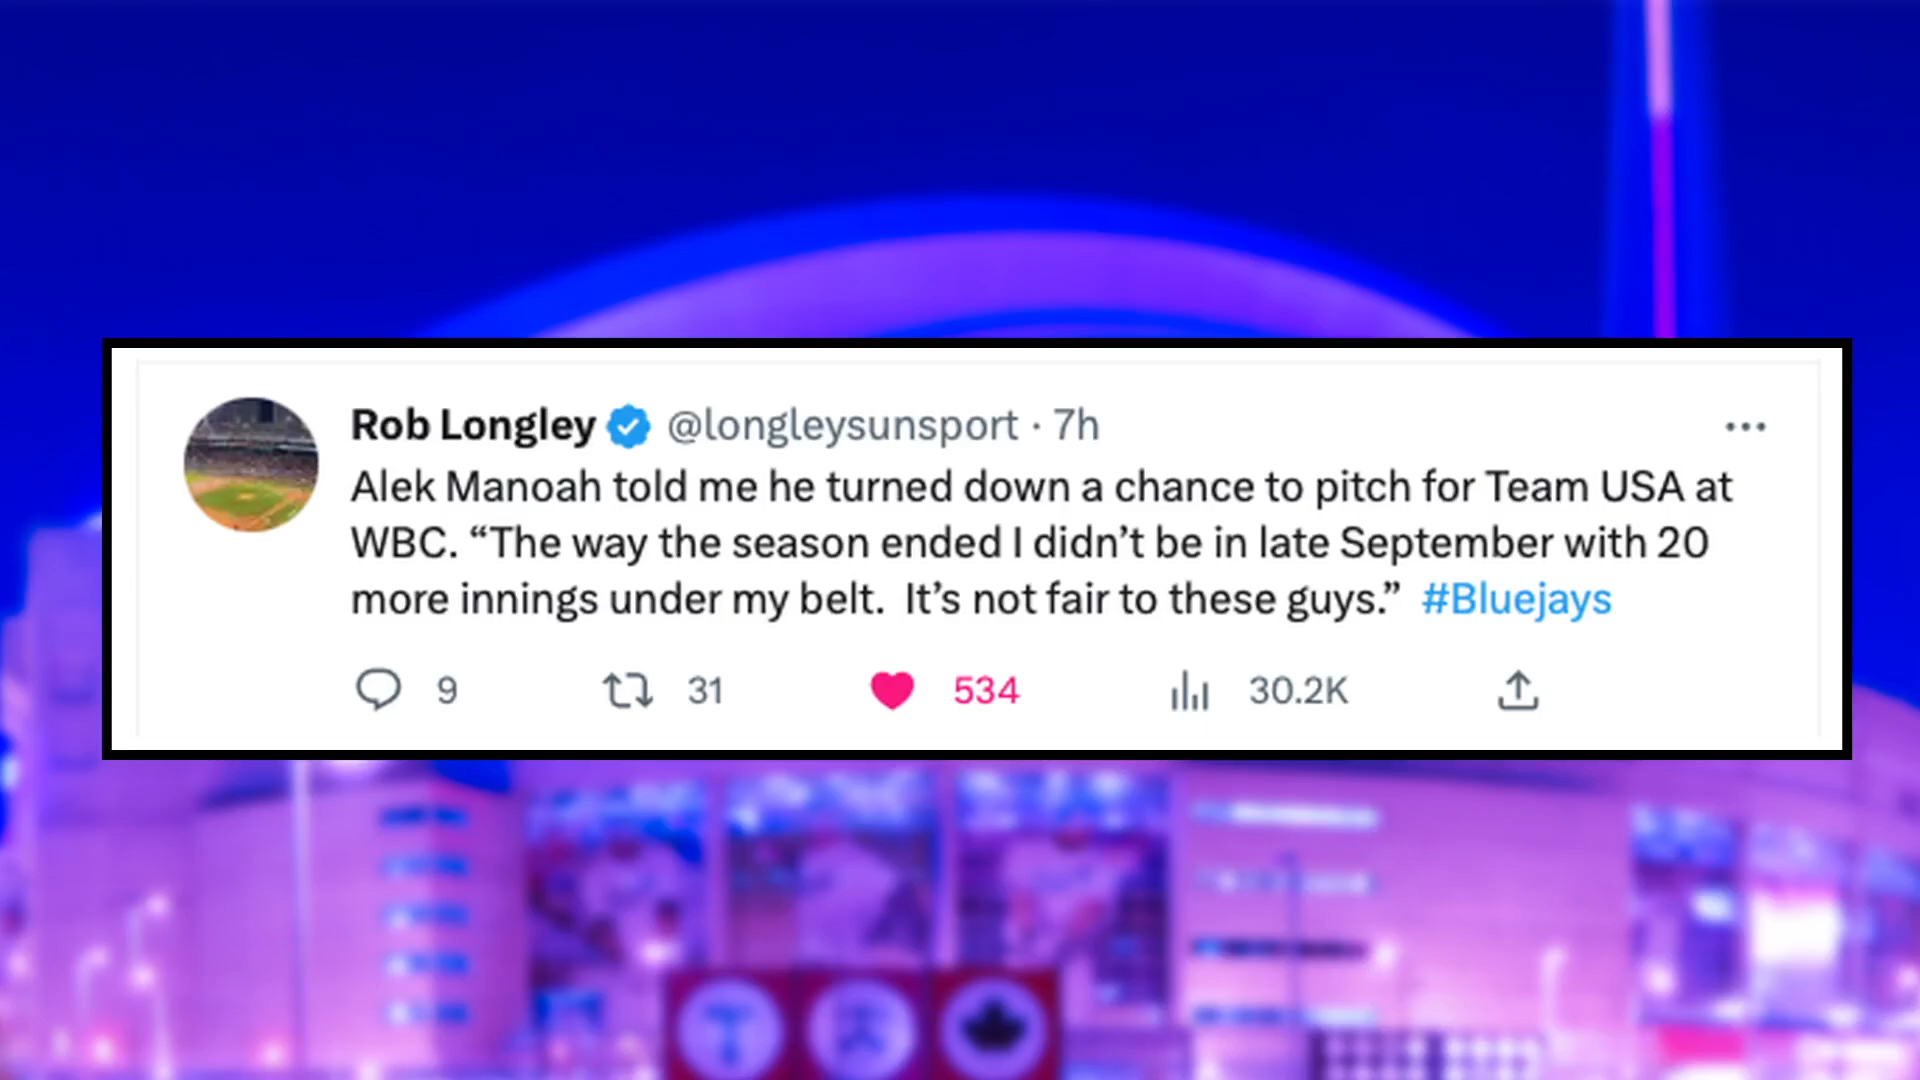 Rob Longley @longleysunsport · 7h
Alek Manoah told me he turned down a chance to pitch for Team USA at
WBC. “The way the season ended I didn’t be in late September with 20
more innings under my belt.  It’s not fair to these guys.”  #Bluejays
9 31 534 30.2K